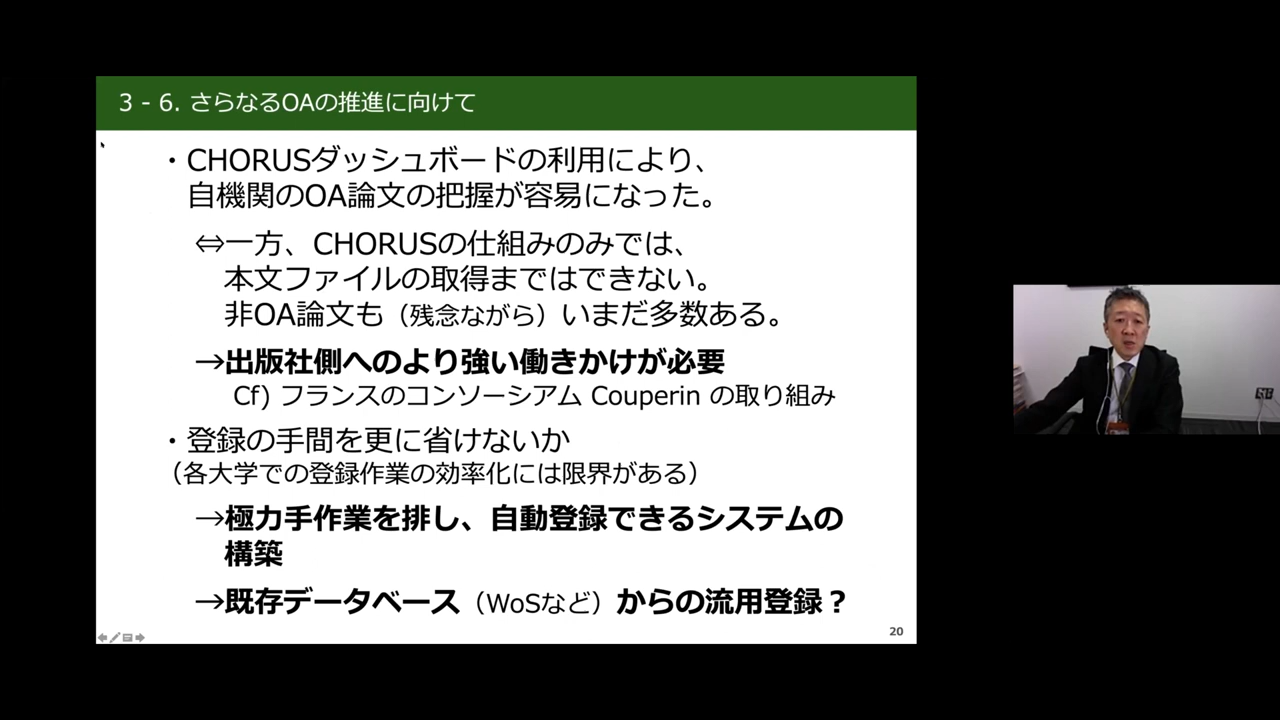 3 - 6. さらなるOAの推進に向けて
・CHORUSダッシュボードの利用により、
自機関のOA論文の把握が容易になった。
⇔一方、CHORUSの仕組みのみでは、
本文ファイルの取得まではできない。
非OA論文も（残念ながら）いまだ多数ある。
→出版社側へのより強い働きかけが必要
Cf) フランスのコンソーシアム Couperin の取り組み
・登録の手間を更に省けないか
（各大学での登録作業の効率化には限界がある）
→極力手作業を排し、自動登録できるシステムの
構築
→既存データベース（WoSなど）からの流用登録？
20